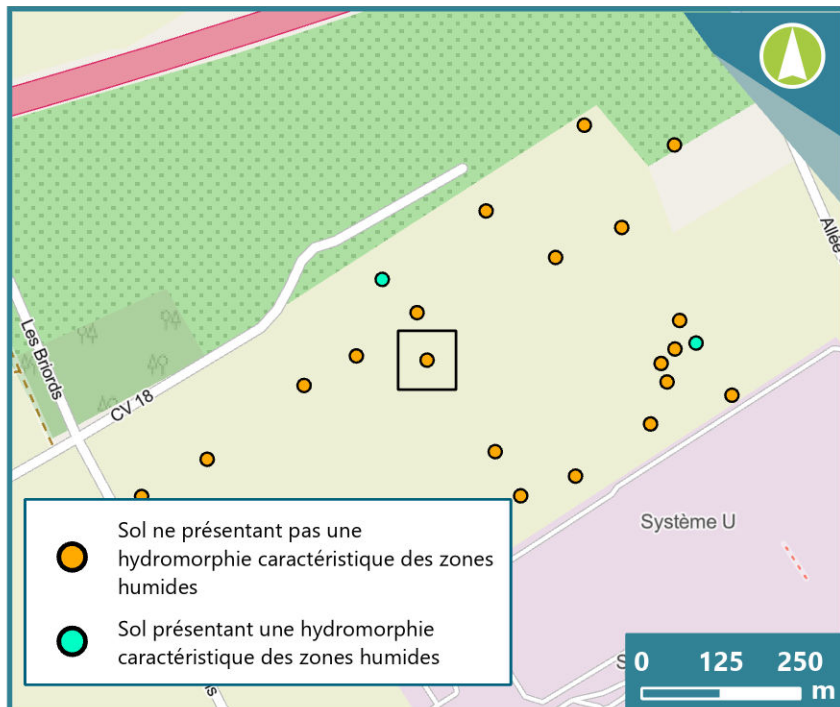 Allée
Les Briords
CV 18
Système U
Sol ne présentant pas une
hydromorphie caractéristique des zones
humides
Sol présentant une hydromorphie
caractéristique des zones humides
0 125 250
m